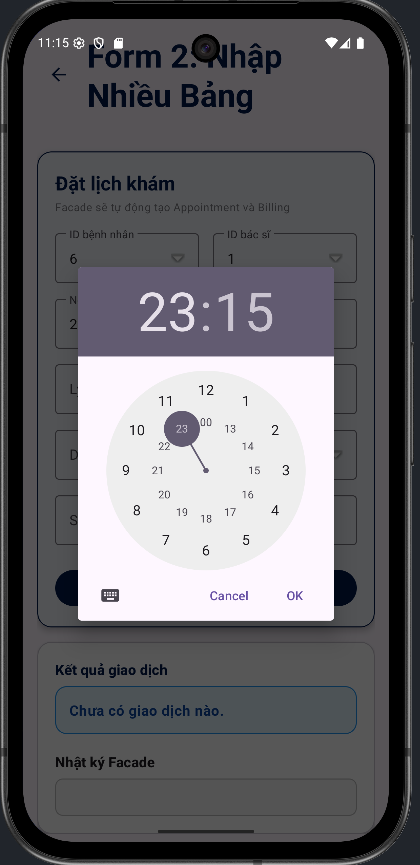 11:15
Form 2: Nhập
Nhiều Bảng
Đặt lịch khám
Facade sẽ tự động tạo Appointment và Billing
ID bệnh nhân
ID bác sĩ
6
1
N
2
L
D
S
23:15
12
1
2
3
4
5
6
7
8
9
10
11
00
13
14
15
16
17
18
19
20
21
22
23
Cancel
OK
Kết quả giao dịch
Chưa có giao dịch nào.
Nhật ký Facade